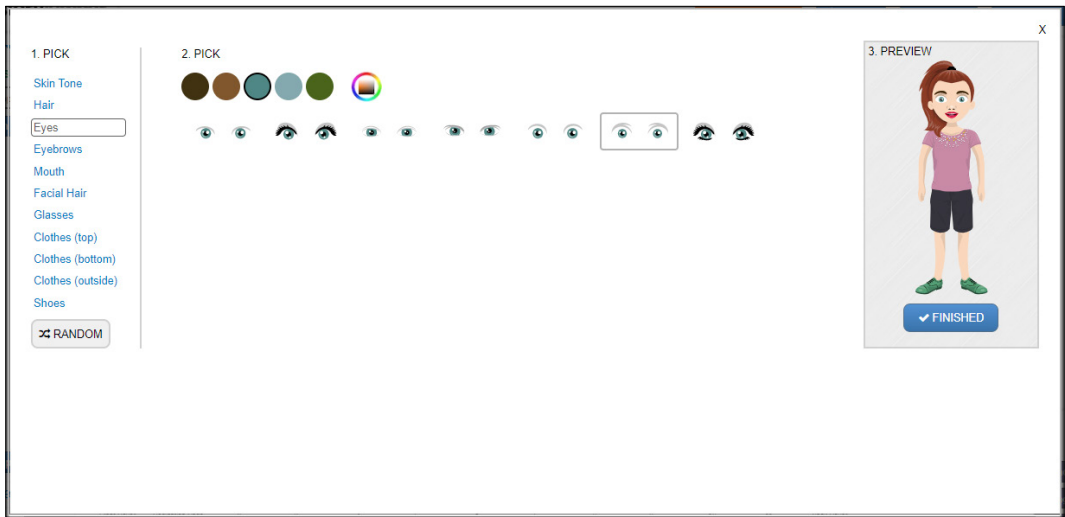 X
1. PICK
Skin Tone
Hair
Eyes
Eyebrows
Mouth
Facial Hair
Glasses
Clothes (top)
Clothes (bottom)
Clothes (outside)
Shoes
RANDOM
2. PICK
3. PREVIEW
FINISHED